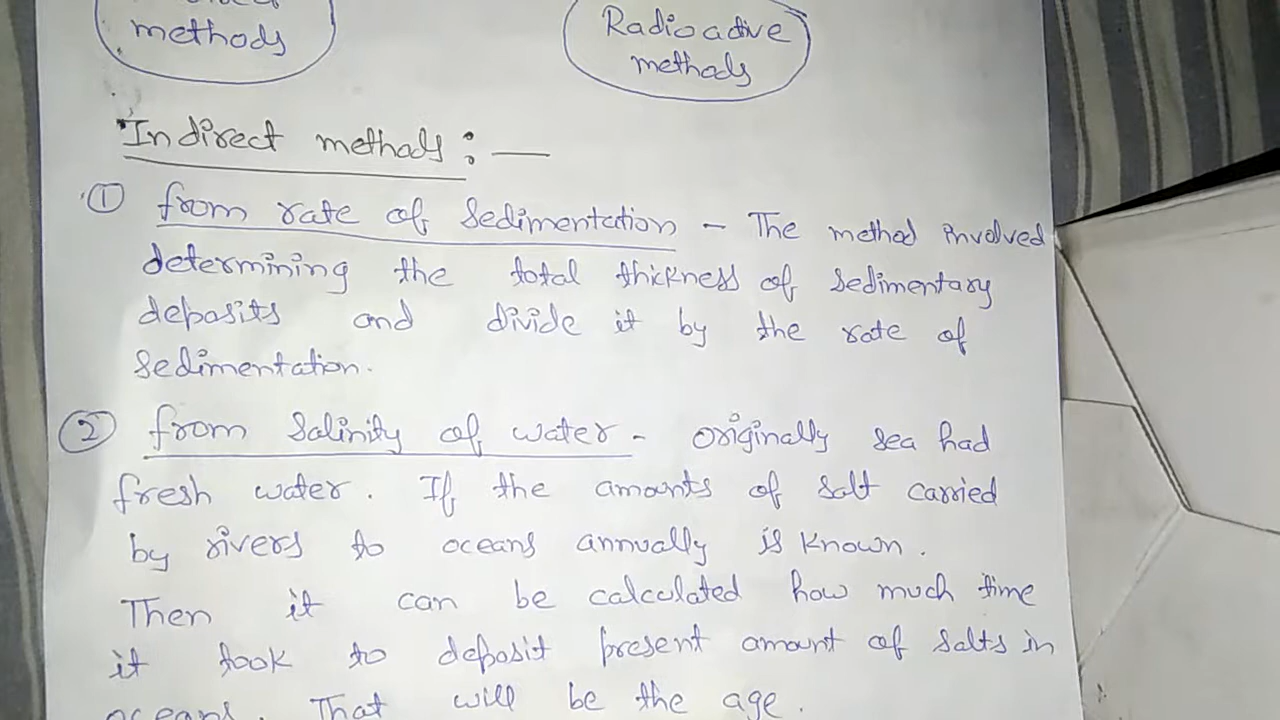 methods
Radioactive
methods
Indirect methods : —
① from rate of Sedimentation – The method involved
determining the total thickness of sedimentary
deposits and divide it by the rate of
Sedimentation.
② from Salinity of water - originally sea had
fresh water. If the amounts of salt carried
by rivers to oceans annually is known.
Then it can be calculated how much time
it took to deposit present amount of salts in
oceans. That will be the age.